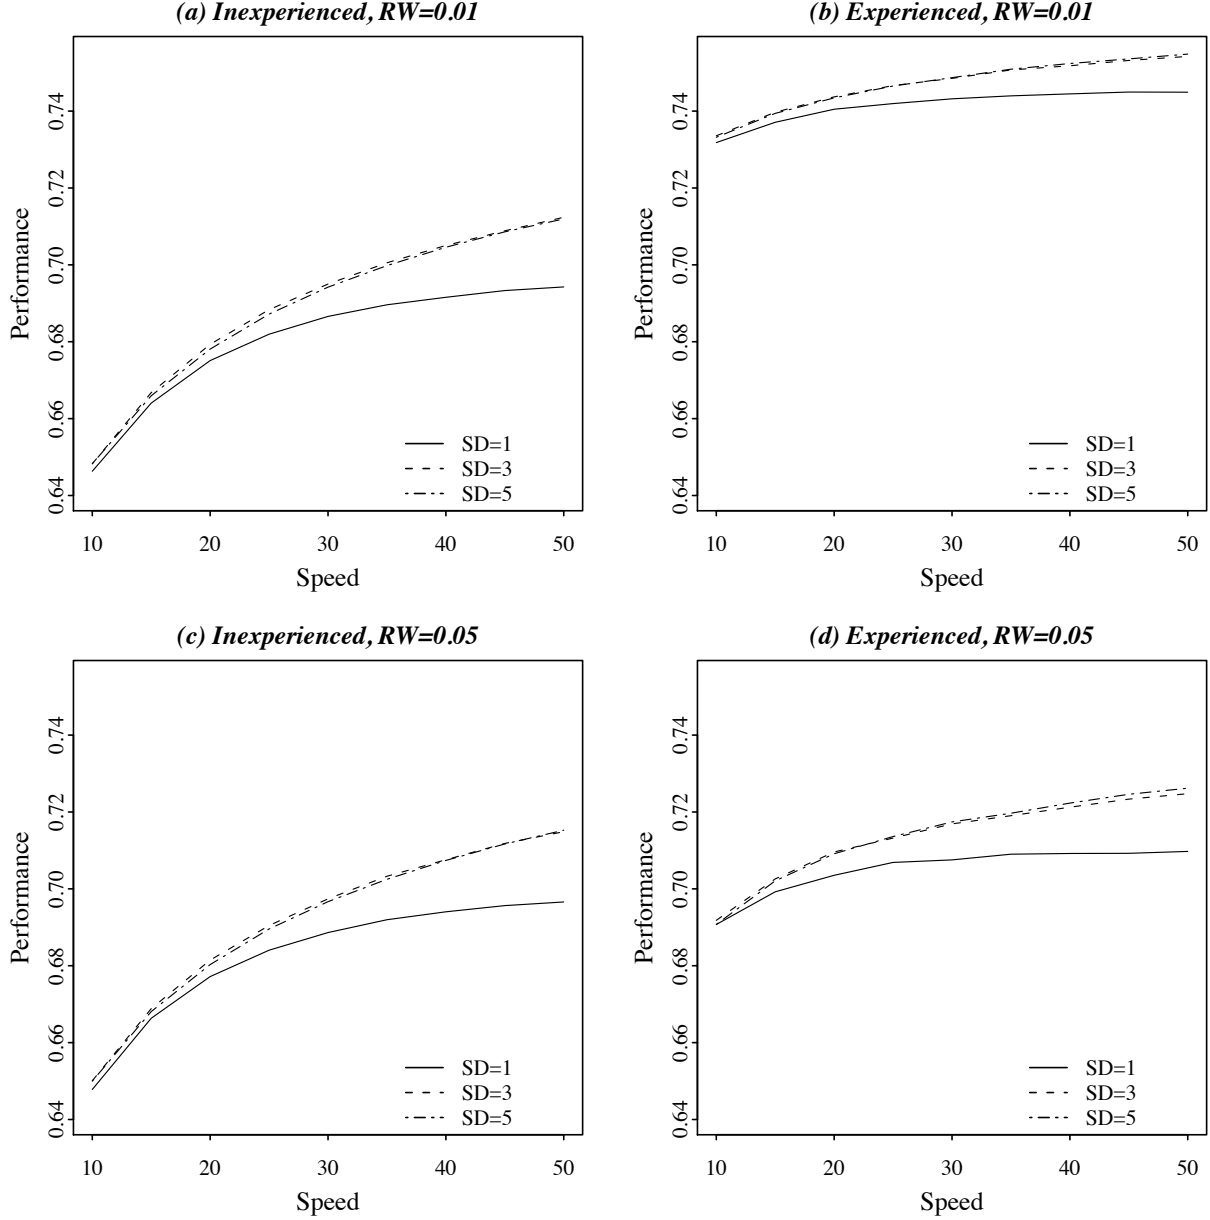 (a) Inexperienced, RW=0.01
Performance
0.74
0.72
0.70
0.68
0.66
0.64
SD=1
SD=3
SD=5
10 20 30 40 50
Speed
(b) Experienced, RW=0.01
Performance
0.74
0.72
0.70
0.68
0.66
0.64
SD=1
SD=3
SD=5
10 20 30 40 50
Speed
(c) Inexperienced, RW=0.05
Performance
0.74
0.72
0.70
0.68
0.66
0.64
SD=1
SD=3
SD=5
10 20 30 40 50
Speed
(d) Experienced, RW=0.05
Performance
0.74
0.72
0.70
0.68
0.66
0.64
SD=1
SD=3
SD=5
10 20 30 40 50
Speed